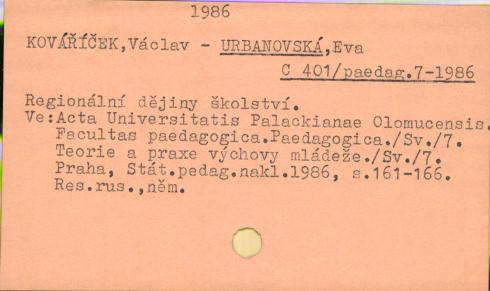 1986
KOVÁŘÍČEK,Václav - URBANOVSKÁ,Eva
C 401/paedag.7-1986
Regionální dějiny školství.
Ve:Acta Universitatis Palackianae Olomucensis.
Facultas paedagogica.Paedagogica./Sv./7.
Teorie a praxe výchovy mládeže./Sv./7.
Praha, Stát.pedag.nakl.1986, s.161-166.
Res.rus.,něm.